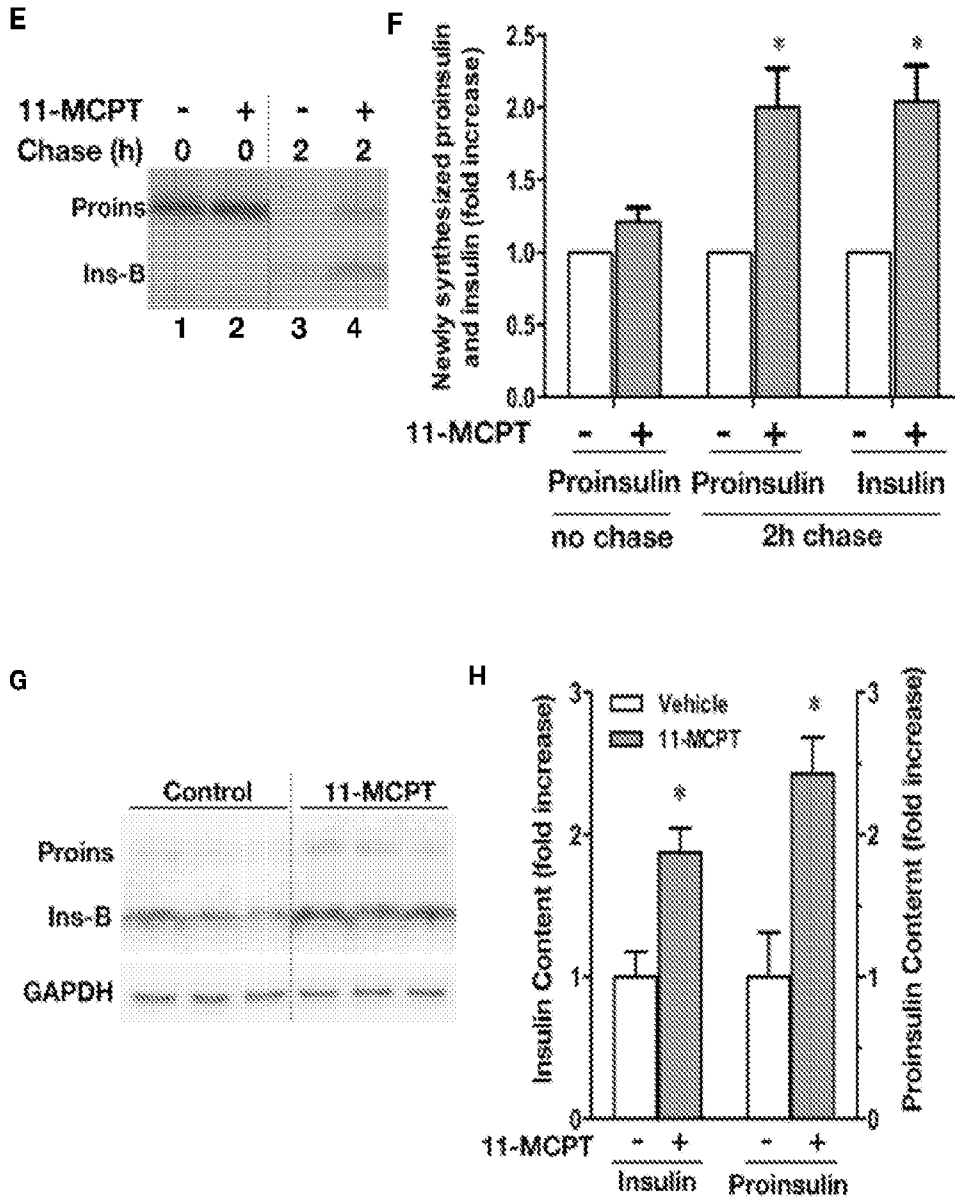 E
11-MCPT - + - +
Chase (h) 0 0 2 2
Proins
Ins-B
1 2 3 4
F
Newly synthesized proinsulin
and insulin (fold increase)
2.5
2.0
1.5
1.0
0.5
0.0
* *
11-MCPT - + - + - +
Proinsulin Proinsulin Insulin
no chase 2h chase
G
Control 11-MCPT
Proins
Ins-B
GAPDH
H
Insulin Content (fold increase)
3
2
1
0
Vehicle
11-MCPT
* *
3
2
1
0
Proinsulin Conternt (fold increase)
11-MCPT - + - +
Insulin Proinsulin